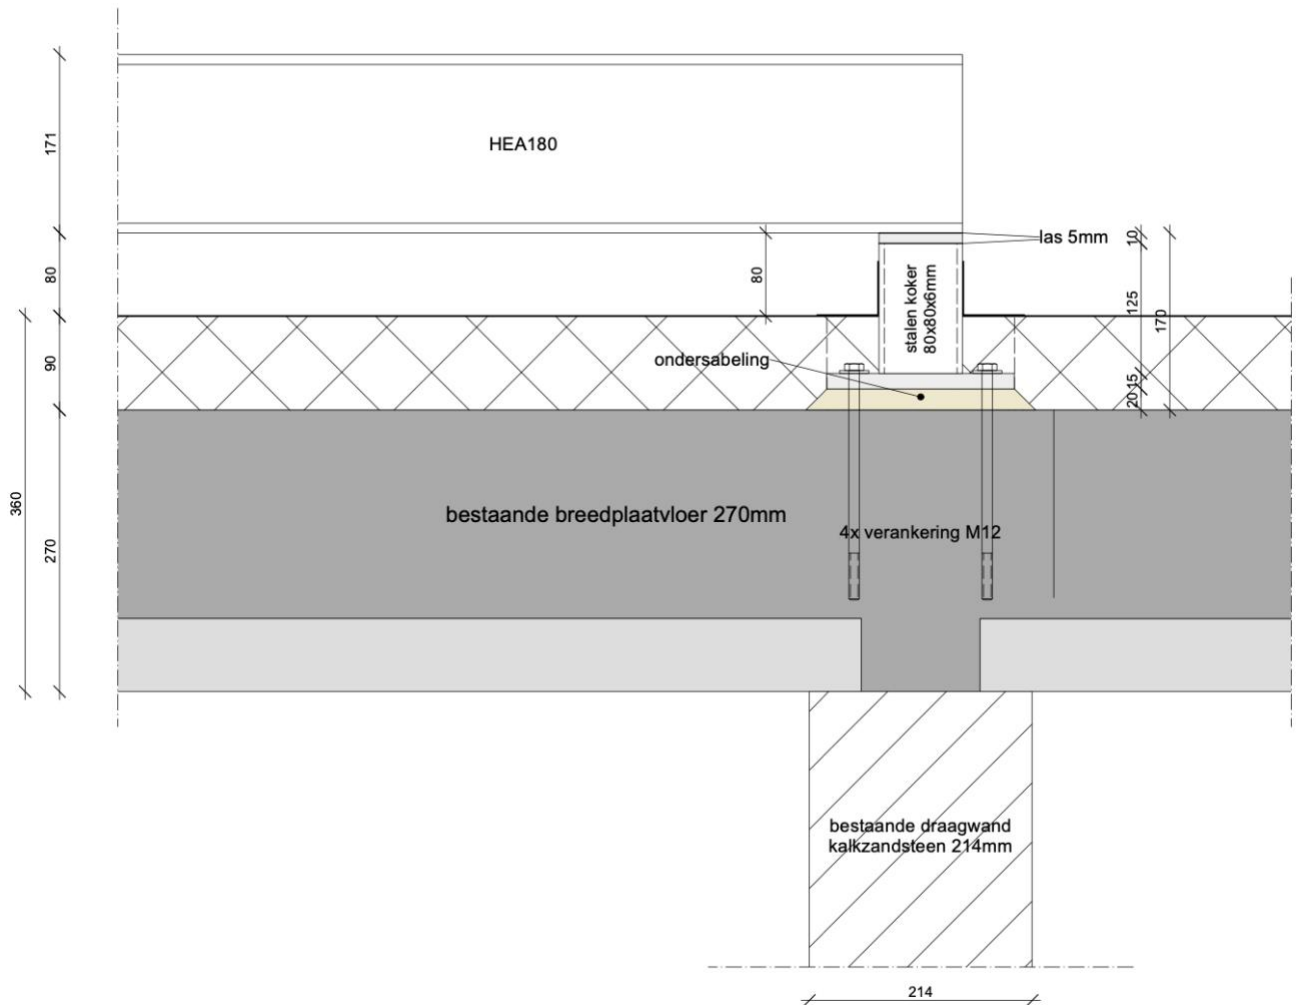 171
HEA180
80
80
las 5mm
10
stalen koker
80x80x6mm
125
170
90
ondersabeling
15
20
360
270
bestaande breedplaatvloer 270mm
4x verankering M12
bestaande draagwand
kalkzandsteen 214mm
214